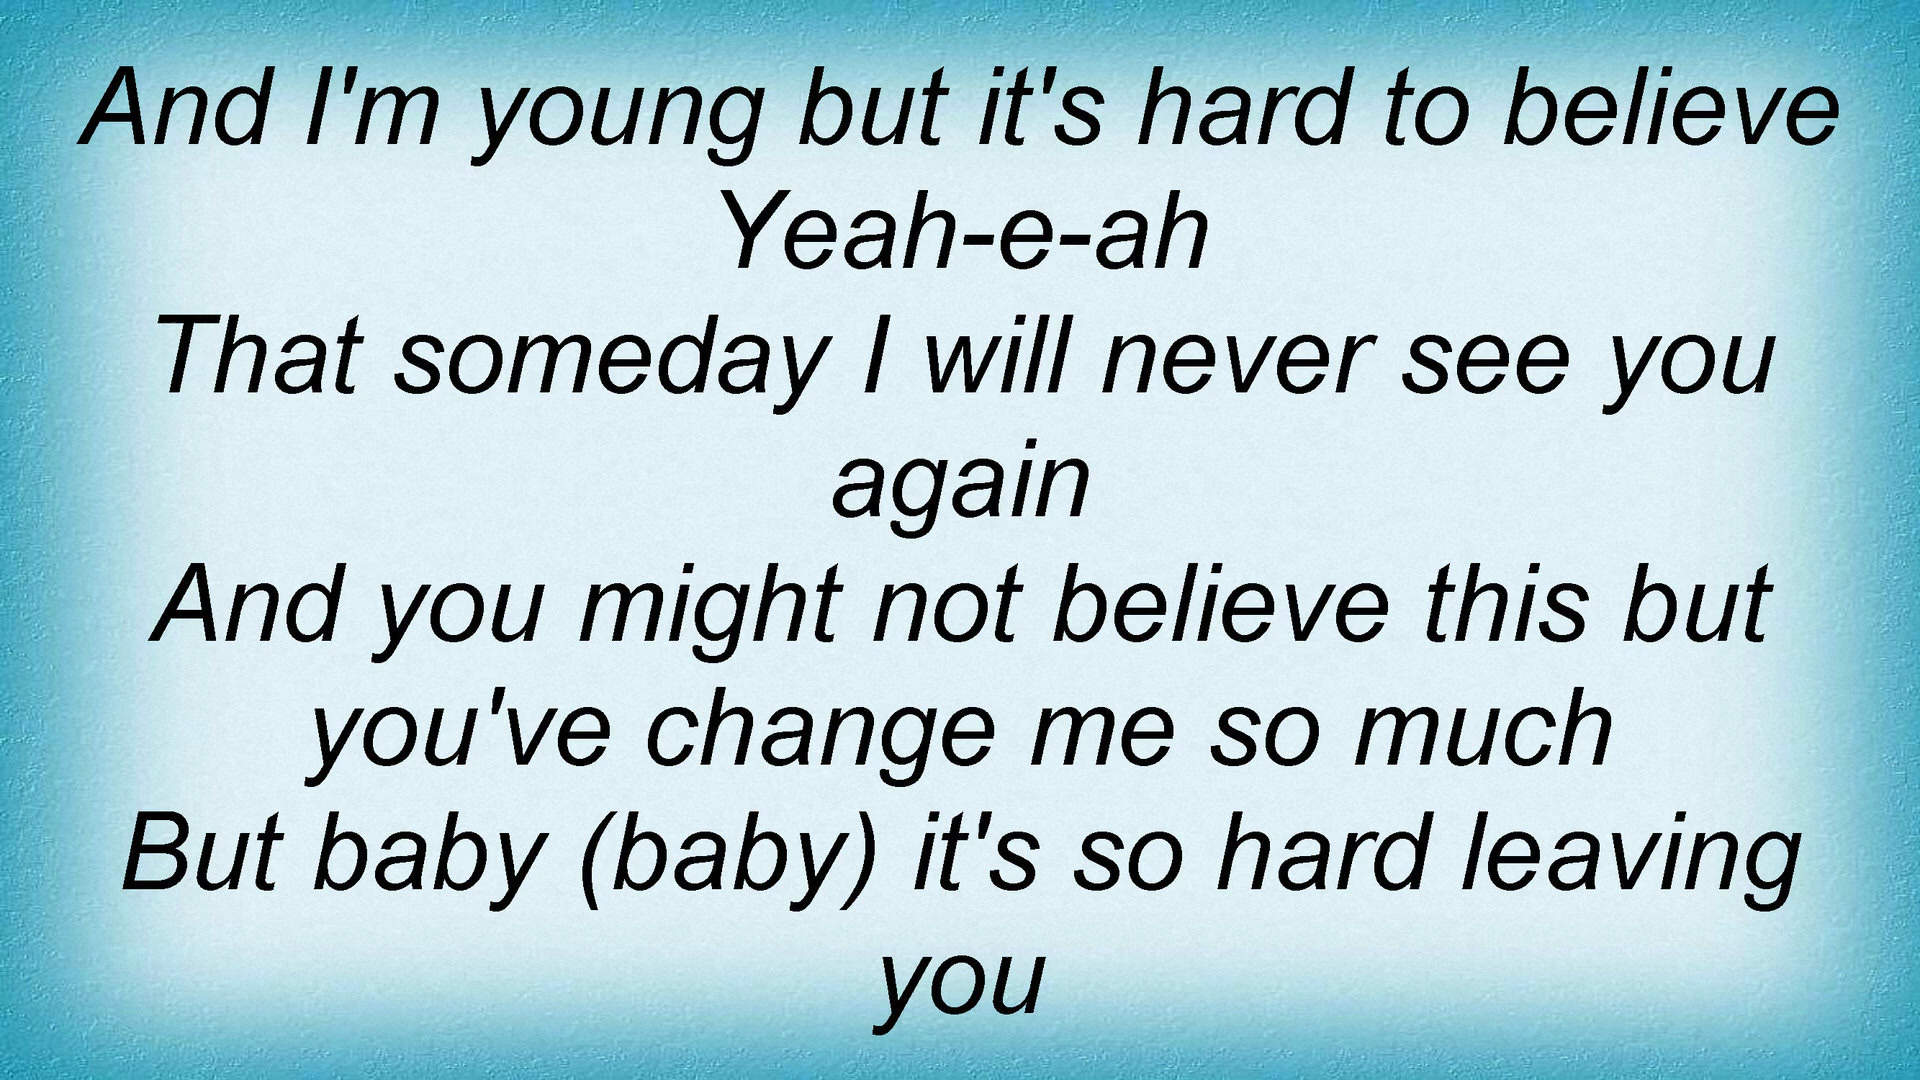 And I'm young but it's hard to believe
Yeah-e-ah
That someday I will never see you
again
And you might not believe this but
you've change me so much
But baby (baby) it's so hard leaving
you